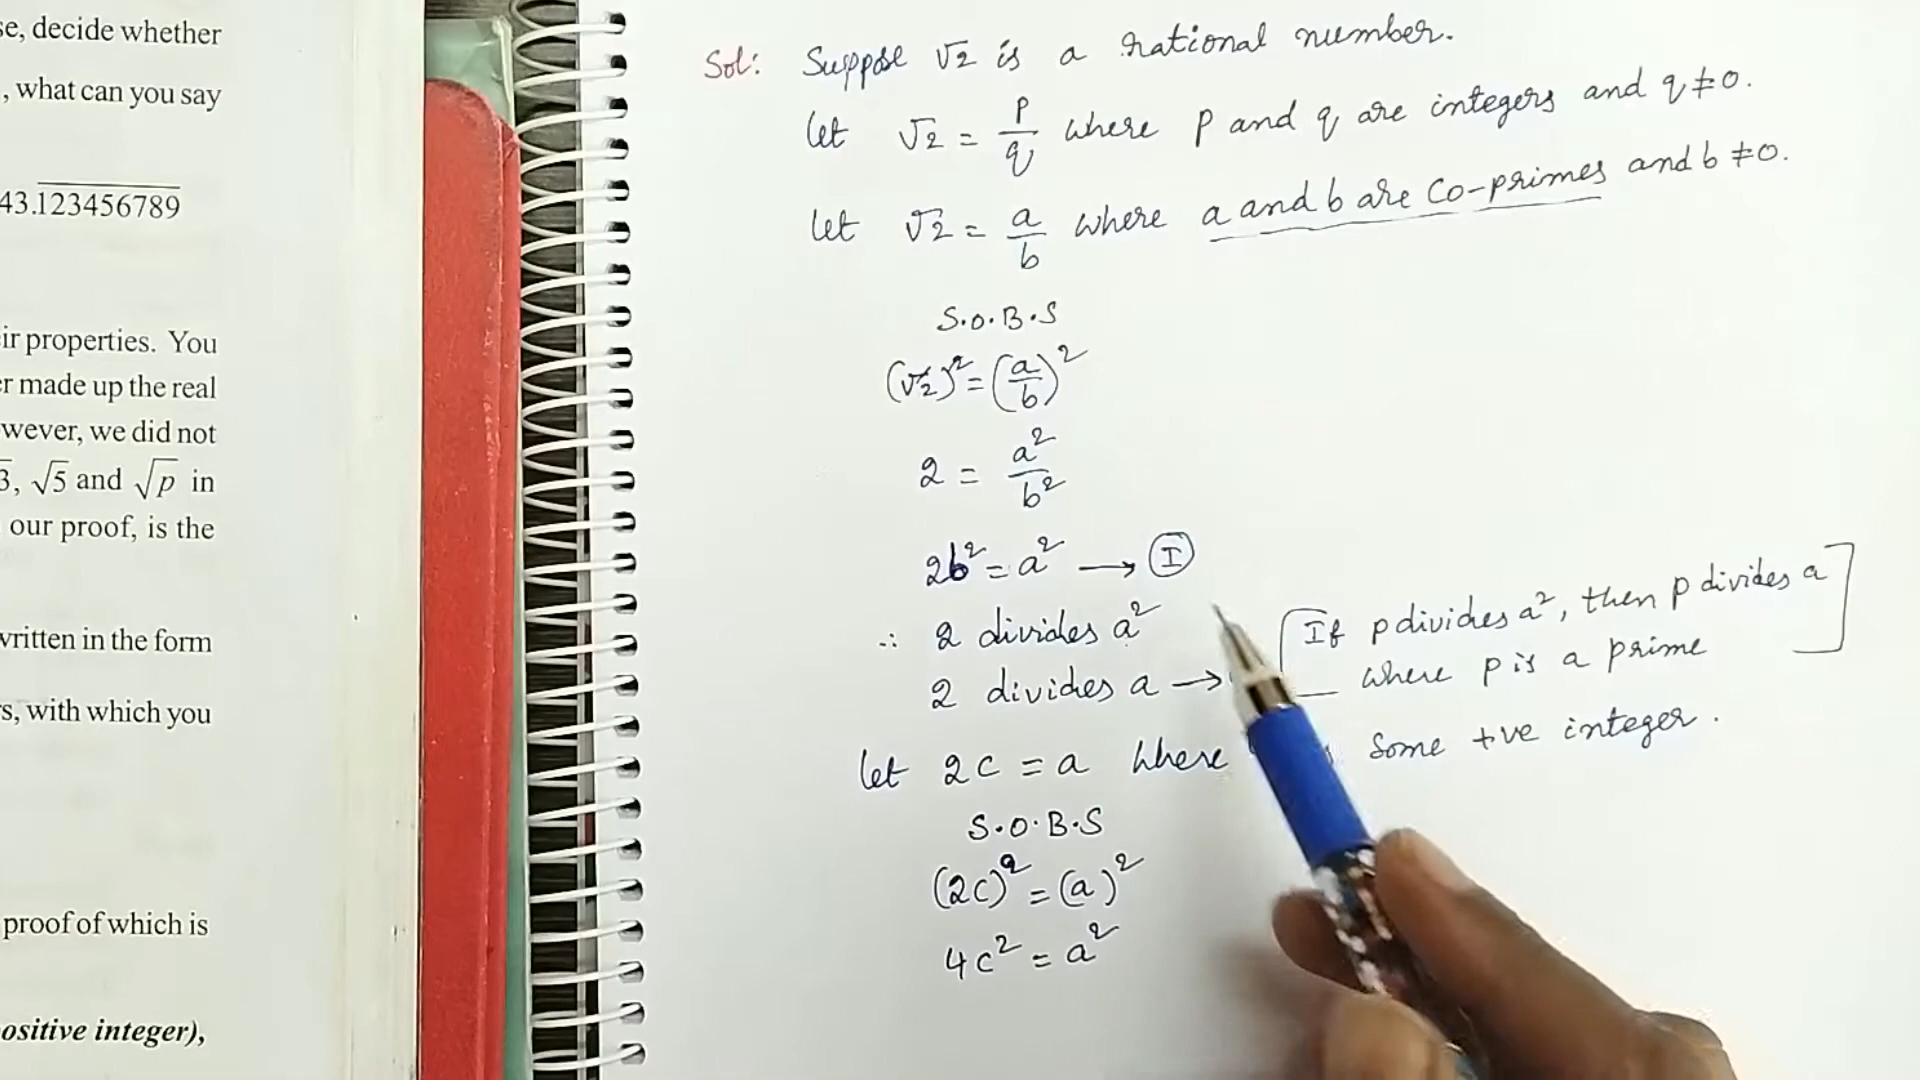 se, decide whether
, what can you say
43.123456789
ir properties. You
er made up the real
wever, we did not
3, √5 and √p in
our proof, is the
written in the form
s, with which you
proof of which is
ositive integer),
Sol: Suppose √2 is a rational number.
let √2 = p/q where p and q are integers and q ≠ 0.
let √2 = a/b where a and b are Co-primes and b ≠ 0.
S.O.B.S
(√2)² = (a/b)²
2 = a²/b²
2b² = a² → I
∴ 2 divides a²
2 divides a → [If p divides a², then p divides a
where p is a prime]
let 2c = a where some +ve integer.
S.O.B.S
(2c)² = (a)²
4c² = a²